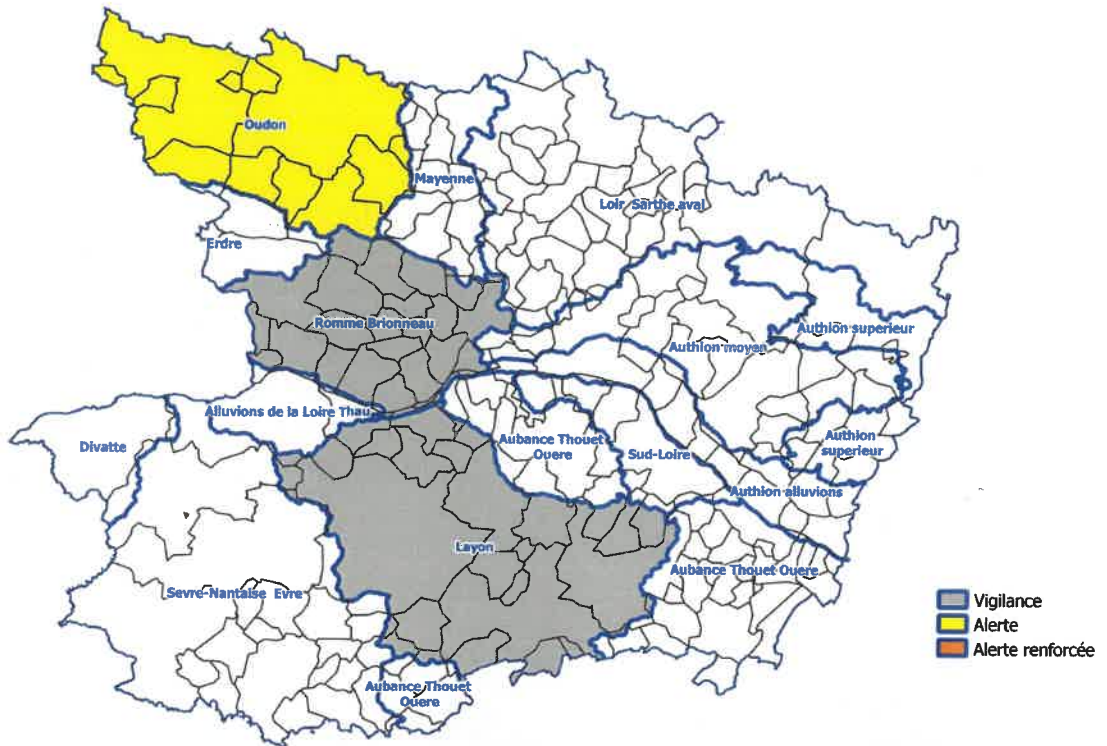 Oudon
Mayenne
Loir Sarthe aval
Erdre
Romme Brionneau
Authion superieur
Authion moyen
Alluvions de la Loire Thau
Divatte
Aubance Thouet
Ouere
Sud-Loire
Authion
superieur
Authion alluvions
Layon
Aubance Thouet Ouere
Sevre-Nantaise Evre
Aubance Thouet
Ouere
Vigilance
Alerte
Alerte renforcée